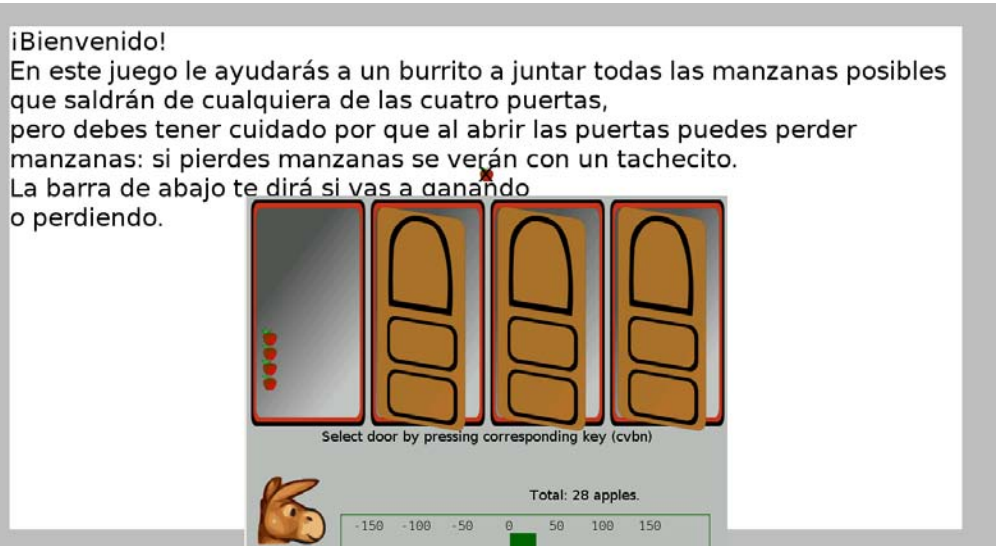 ¡Bienvenido!
En este juego le ayudarás a un burrito a juntar todas las manzanas posibles
que saldrán de cualquiera de las cuatro puertas,
pero debes tener cuidado por que al abrir las puertas puedes perder
manzanas: si pierdes manzanas se verán con un tachecito.
La barra de abajo te dirá si vas a ganando
o perdiendo.
Select door by pressing corresponding key (cvbn)
Total: 28 apples.
-150 -100 -50 0 50 100 150